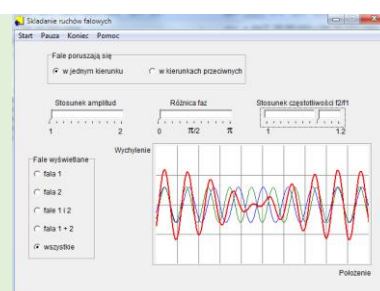 Składanie ruchów falowych
Start Pauza Koniec Pomoc
Fale poruszają się
w jednym kierunku w kierunkach przeciwnych
Stosunek amplitud Różnica faz Stosunek częstotliwości f2/f1
1 2 0 π/2 π 1 1.2
Wychylenie
Fale wyświetlane
fala 1
fala 2
fale 1 i 2
fala 1 + 2
wszystkie
Położenie